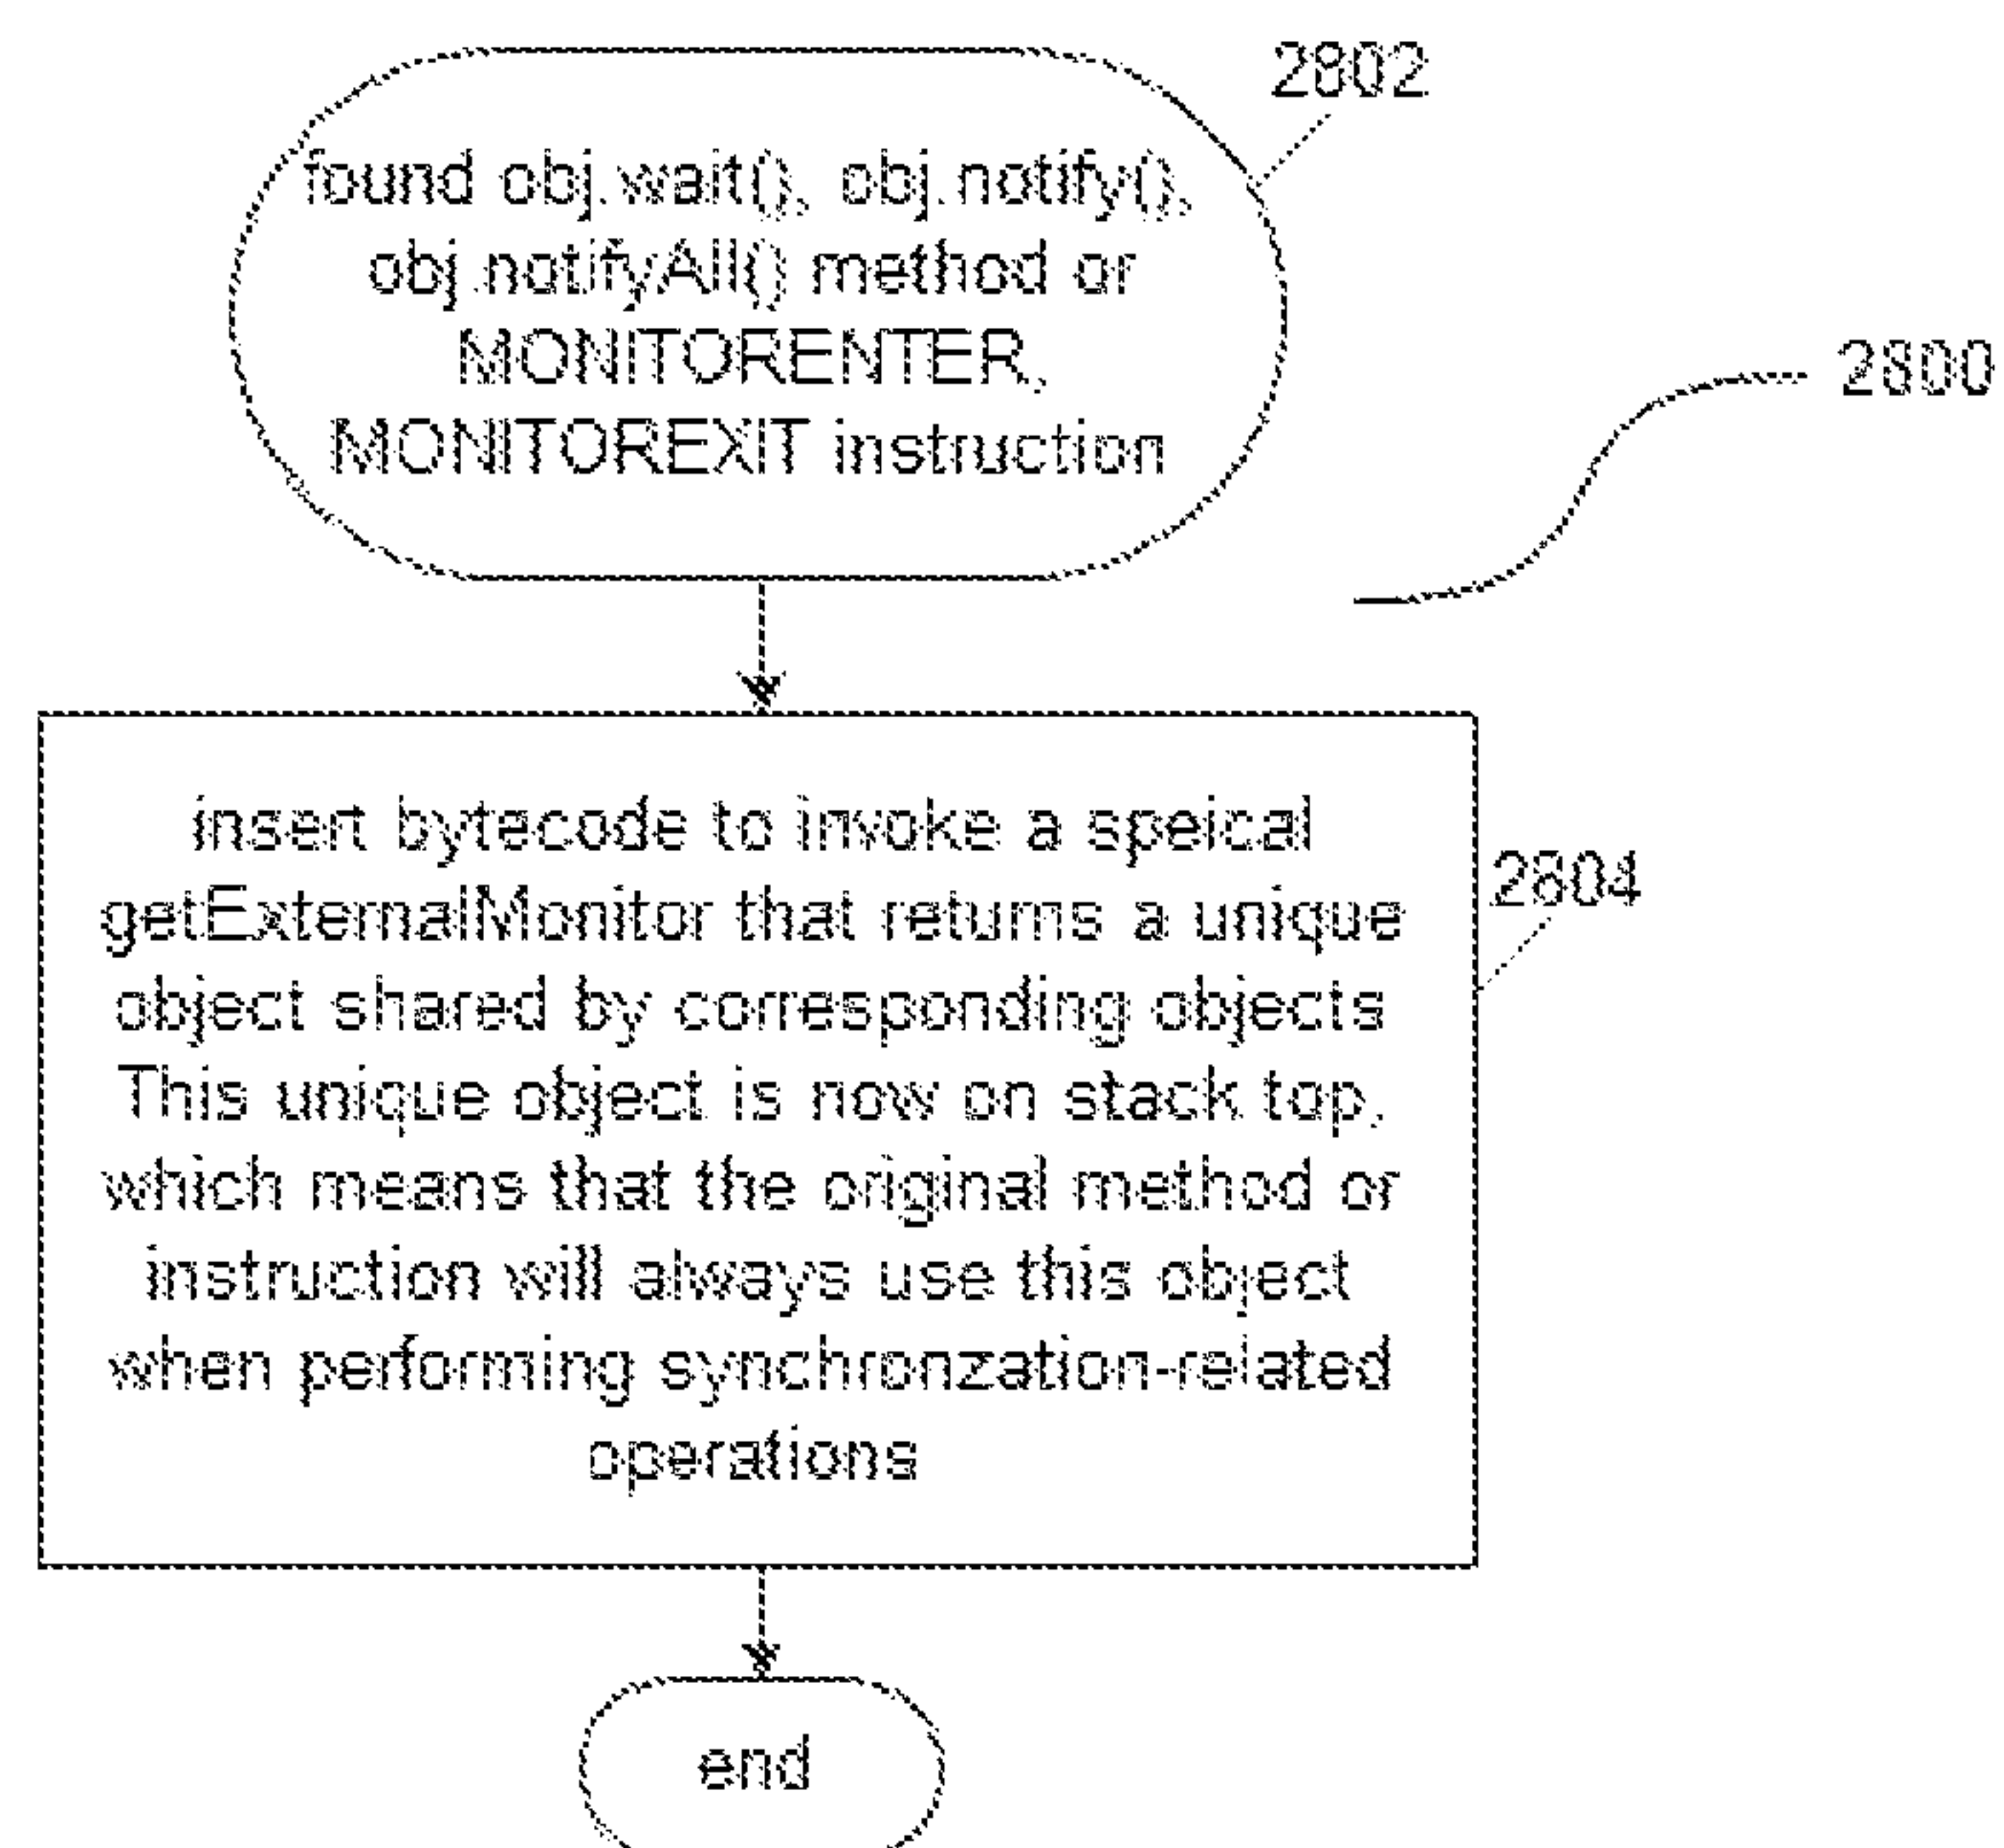 2802
found obj.wait(), obj.notify(),
obj.notifyAll() method or
MONITORENTER,
MONITOREXIT instruction
2800
insert bytecode to invoke a speical
getExternalMonitor that returns a unique
object shared by corresponding objects
This unique object is now on stack top,
which means that the original method or
instruction will always use this object
when performing synchronzation-related
operations
2804
end